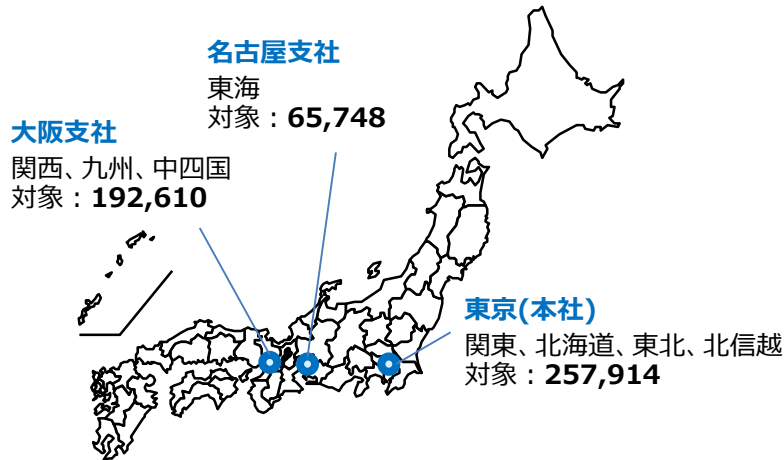 名古屋支社
東海
対象：65,748
大阪支社
関西、九州、中四国
対象：192,610
東京(本社)
関東、北海道、東北、北信越
対象：257,914